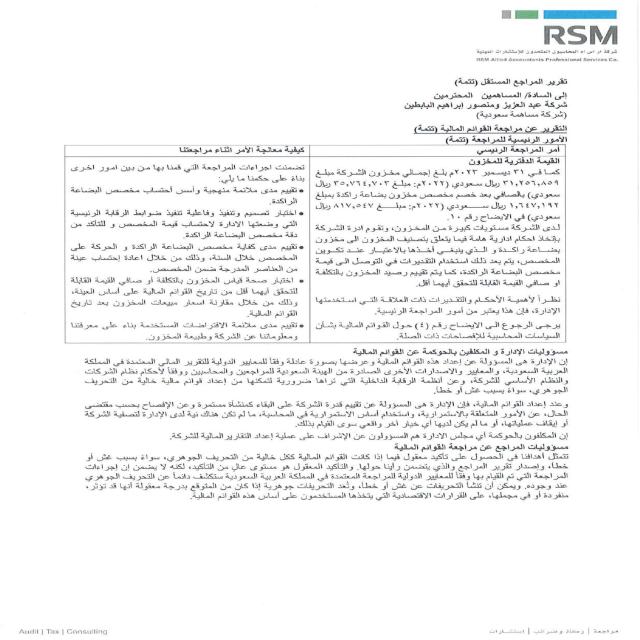 RSM
شركة ار اس ام المحاسبون المتحدون للإستشارات المهنية
RSM Allied Accountants Professional Services Co.
تقرير المراجع المستقل (تتمة)
إلى السادة/ المساهمين المحترمين
شركة عبد العزيز ومنصور إبراهيم البابطين
(شركة مساهمة سعودية)
التقرير عن مراجعة القوائم المالية (تتمة)
الأمور الرئيسية للمراجعة (تتمة)
أمر المراجعة الرئيسي
القيمة الدفترية للمخزون
كما في ٣١ ديسمبر ٢٠٢٣م بلغ إجمالي مخزون الشركة مبلغ
٣١,٢٥٦,٨٥٩ ريال سعودي (٢٠٢٢م: مبلغ ٣٥,٧٦٤,٧٠٣ ريال
سعودي) بالصافي بعد خصم مخصص بضاعة راكدة بمبلغ
١,٦٤٧,١٩٢ ريال سعودي (٢٠٢٢م: مبلغ ٨١٧,٥٤٧ ريال
سعودي) في الايضاح رقم ١٠.
لدى الشركة مستويات كبيرة من المخزون، وتقوم ادرة الشركة
بإتخاذ احكام ادارية هامة فيما يتعلق بتصنيف المخزون الى مخزون
بضاعة راكدة و الذي ينبغي أخذها بالاعتبار عند تكوين
المخصص، يتم بعد ذلك استخدام التقديرات في التوصل الى قيمة
مخصص البضاعة الراكدة، كما يتم تقييم رصيد المخزون بالتكلفة
او صافي القيمة القابلة للتحقق أيهما أقل.
نظراً لأهمية الأحكام والتقديرات ذات العلاقة التي استخدمتها
الإدارة، فإن هذا يعتبر من أمور المراجعة الرئيسية.
يرجى الرجوع الى الايضاح رقم (٤) حول القوائم المالية بشأن
السياسات المحاسبية للإفصاحات ذات الصلة.
كيفية معالجة الأمر اثناء مراجعتنا
تضمنت اجراءات المراجعة التي قمنا بها من بين امور اخرى
بناءً على حكمنا ما يلي:
• تقييم مدى ملائمة منهجية وأسس أحتساب مخصص البضاعة
الراكدة.
• اختبار تصميم وتنفيذ وفاعلية تنفيذ ضوابط الرقابة الرئيسية
التي وضعتها الادارة لاحتساب قيمة المخصص و للتأكد من
دقة مخصص البضاعة الراكدة.
• تقييم مدى كفاية مخصص البضاعة الراكدة و الحركة على
المخصص خلال السنة، وذلك من خلال اعادة إحتساب عينة
من العناصر المدرجة ضمن المخصص.
• اختبار صحة قياس المخزون بالتكلفة أو صافي القيمة القابلة
للتحقق أيهما أقل من تاريخ القوائم المالية على أساس العينة،
وذلك من خلال مقارنة اسعار مبيعات المخزون بعد تاريخ
القوائم المالية.
• تقييم مدى ملائمة الافتراضات المستخدمة بناء على معرفتنا
ومعلوماتنا عن الشركة وطبيعة المخزون.
مسؤوليات الإدارة و المكلفين بالحوكمة عن القوائم المالية
إن الإدارة هي المسؤولة عن إعداد هذه القوائم المالية و عرضها بصورة عادلة وفقاً للمعايير الدولية للتقرير المالي المعتمدة في المملكة
العربية السعودية، والمعايير والاصدارات الأخرى الصادرة من الهيئة السعودية للمراجعين والمحاسبين ووفقاً لأحكام نظام الشركات
والنظام الأساسي للشركة، وعن أنظمة الرقابة الداخلية التي تراها ضرورية لتمكنها من إعداد قوائم مالية خالية من التحريف
الجوهري، سواءً بسبب غش أو خطأ.
وعند إعداد القوائم المالية، فإن الإدارة هي المسؤولة عن تقييم قدرة الشركة على البقاء كمنشأة مستمرة وعن الإفصاح بحسب مقتضى
الحال، عن الأمور المتعلقة بالاستمرارية، واستخدام أساس الاستمرارية في المحاسبة، ما لم تكن هناك نية لدى الإدارة لتصفية الشركة
أو إيقاف عملياتها، أو ما لم يكن لديها أي خيار آخر واقعي سوى القيام بذلك.
إن المكلفون بالحوكمة أي مجلس الادارة هم المسؤولون عن الإشراف على عملية إعداد التقارير المالية للشركة.
مسؤوليات المراجع عن مراجعة القوائم المالية
تتمثل أهدافنا في الحصول على تأكيد معقول فيما إذا كانت القوائم المالية ككل خالية من التحريف الجوهري، سواءً بسبب غش أو
خطأ، وإصدار تقرير المراجع والذي يتضمن رأينا حولها. والتأكيد المعقول هو مستوى عالٍ من التأكيد، لكنه لا يضمن إن إجراءات
المراجعة التي تم القيام بها وفقاً للمعايير الدولية للمراجعة المعتمدة في المملكة العربية السعودية ستكشف دائماً عن التحريف الجوهري
عند وجوده. ويمكن أن تنشأ التحريفات عن غش أو خطأ، وتُعد التحريفات جوهرية إذا كان من المتوقع بدرجة معقولة أنها قد تؤثر،
منفردة أو في مجملها، على القرارات الاقتصادية التي يتخذها المستخدمون على أساس هذه القوائم المالية.
Audit | Tax | Consulting
مراجعة | زكاة وضرائب | استشارات